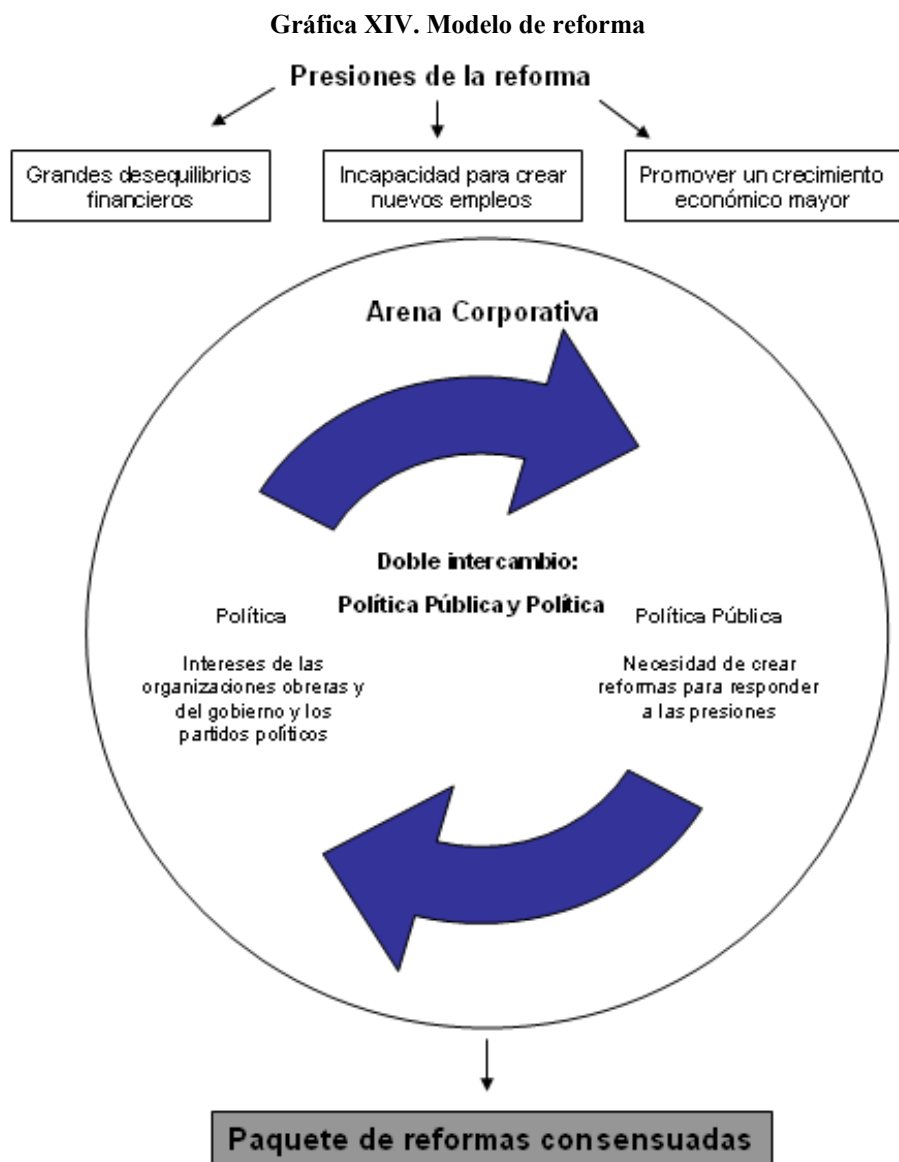 Gráfica XIV. Modelo de reforma
Presiones de la reforma
Grandes desequilibrios
financieros
Incapacidad para crear
nuevos empleos
Promover un crecimiento
económico mayor
Arena Corporativa
Doble intercambio:
Política Pública y Política
Política
Intereses de las
organizaciones obreras y
del gobierno y los
partidos políticos
Política Pública
Necesidad de crear
reformas para responder
a las presiones
Paquete de reformas consensuadas